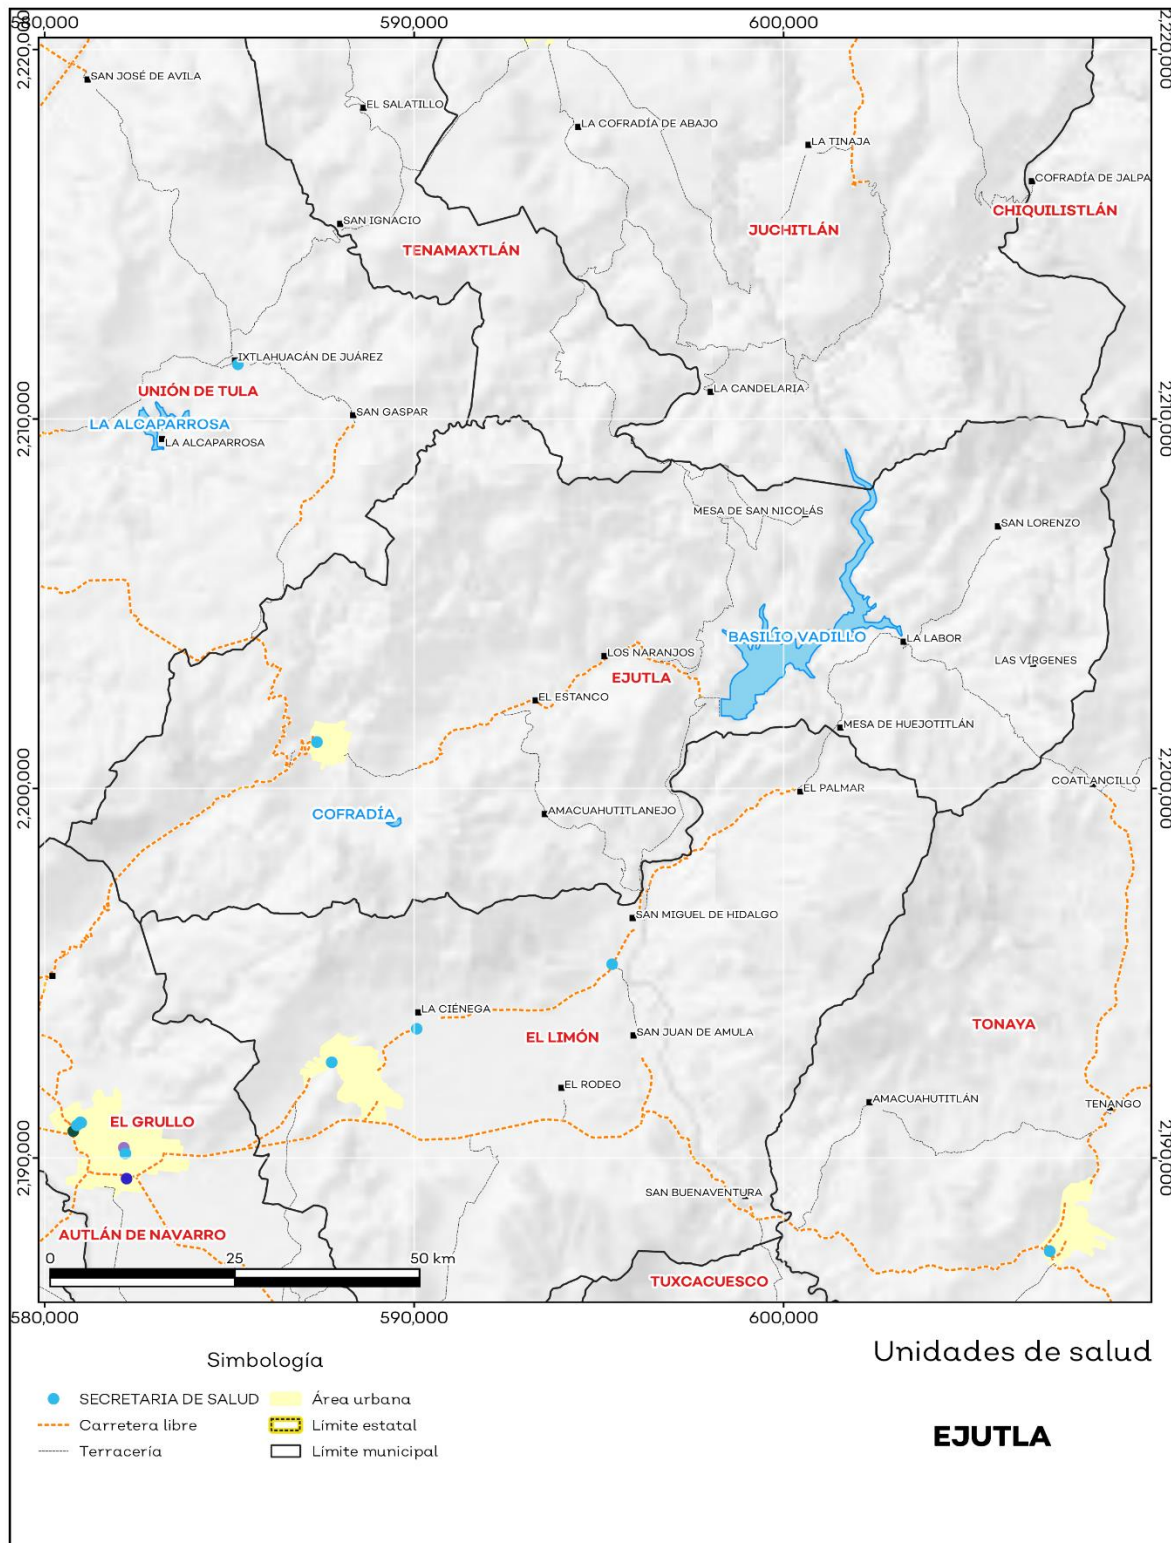 580,000
590,000
600,000
2,220,000
2,220,000
SAN JOSÉ DE AVILA
EL SALATILLO
LA COFRADÍA DE ABAJO
LA TINAJA
COFRADÍA DE JALPA
SAN IGNACIO
CHIQUILISTLÁN
JUCHITLÁN
TENAMAXTLÁN
IXTLAHUACÁN DE JUÁREZ
UNIÓN DE TULA
LA CANDELARIA
2,210,000
2,210,000
SAN GASPAR
LA ALCAPARROSA
LA ALCAPARROSA
MESA DE SAN NICOLÁS
SAN LORENZO
BASILIO VADILLO
LA LABOR
LOS NARANJOS
LAS VÍRGENES
EJUTLA
EL ESTANCO
MESA DE HUEJOTITLÁN
2,200,000
2,200,000
COATLANCILLO
EL PALMAR
COFRADÍA
AMACUAHUTITLANEJO
SAN MIGUEL DE HIDALGO
LA CIÉNEGA
TONAYA
EL LIMÓN
SAN JUAN DE AMULA
EL RODEO
AMACUAHUTITLÁN
TENANGO
EL GRULLO
2,190,000
2,190,000
SAN BUENAVENTURA
AUTLÁN DE NAVARRO
0
25
50 km
TUXCACUESCO
580,000
590,000
600,000
Unidades de salud
Simbología
SECRETARIA DE SALUD
Área urbana
Carretera libre
Límite estatal
EJUTLA
Terracería
Límite municipal